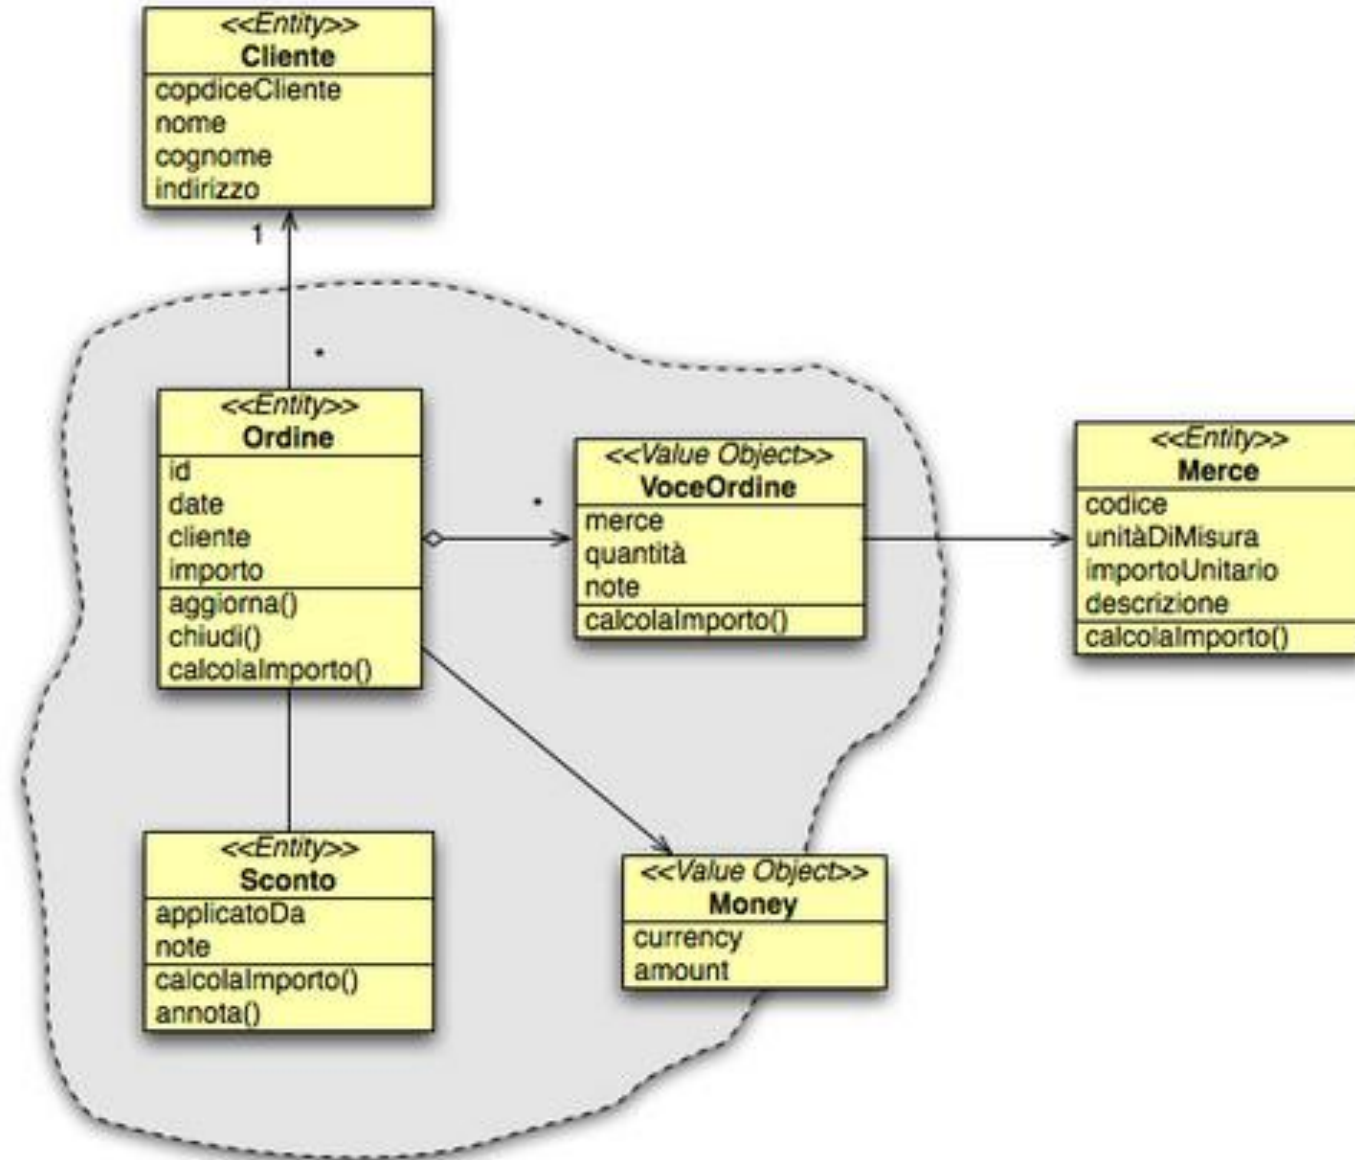 <<Entity>>
Cliente
copdiceCliente
nome
cognome
indirizzo
1
*
<<Entity>>
Ordine
id
date
cliente
importo
aggiorna()
chiudi()
calcolaImporto()
*
<<Value Object>>
VoceOrdine
merce
quantità
note
calcolaImporto()
<<Entity>>
Merce
codice
unitàDiMisura
importoUnitario
descrizione
calcolaImporto()
<<Entity>>
Sconto
applicatoDa
note
calcolaImporto()
annota()
<<Value Object>>
Money
currency
amount